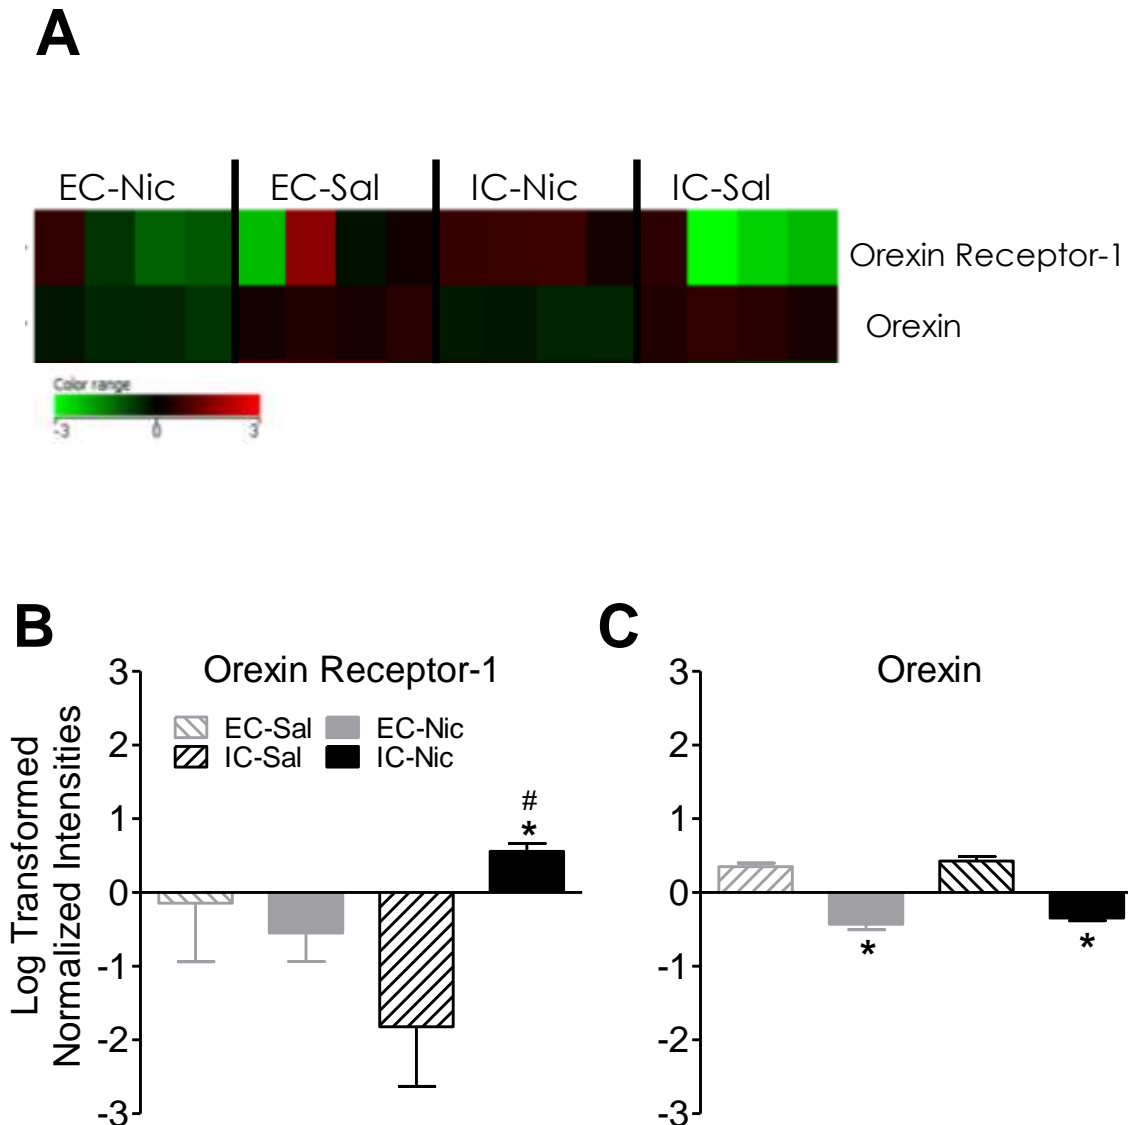 A
EC-Nic EC-Sal IC-Nic IC-Sal
Orexin Receptor-1
Orexin
Color range
-3 0 3
B
Orexin Receptor-1
Log Transformed
Normalized Intensities
3
2
1
0
-1
-2
-3
EC-Sal EC-Nic
IC-Sal IC-Nic
#
*
C
Orexin
3
2
1
0
-1
-2
-3
* *